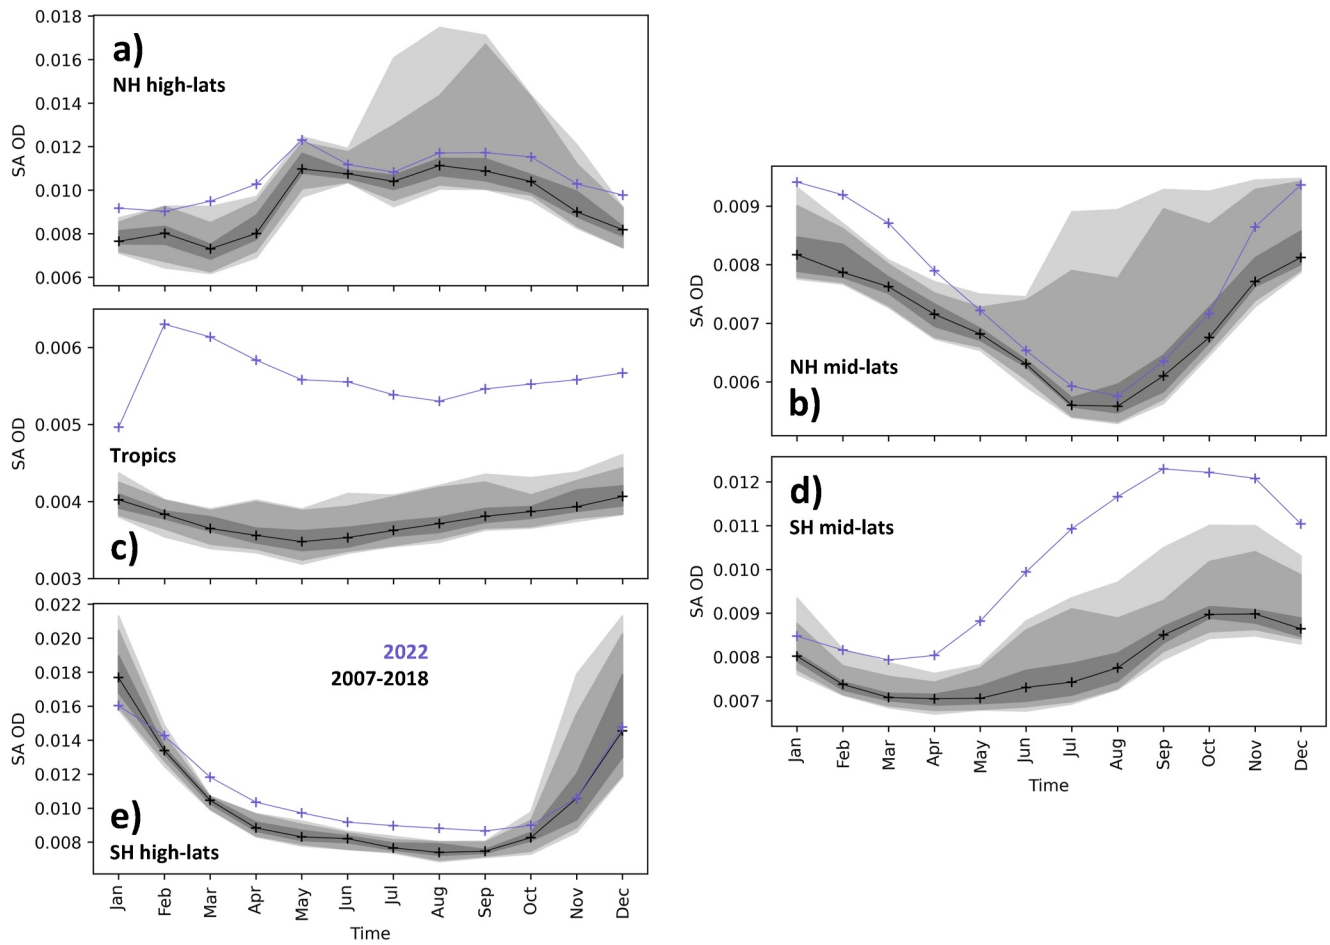 a)
NH high-lats
0.018
0.016
0.014
0.012
0.010
0.008
0.006
SA OD
NH mid-lats
b)
0.009
0.008
0.007
0.006
SA OD
Tropics
c)
0.006
0.005
0.004
0.003
SA OD
d)
SH mid-lats
0.012
0.011
0.010
0.009
0.008
0.007
SA OD
Jan Feb Mar Apr May Jun Jul Aug Sep Oct Nov Dec
Time
2022
2007-2018
e)
SH high-lats
0.022
0.020
0.018
0.016
0.014
0.012
0.010
0.008
SA OD
Jan Feb Mar Apr May Jun Jul Aug Sep Oct Nov Dec
Time